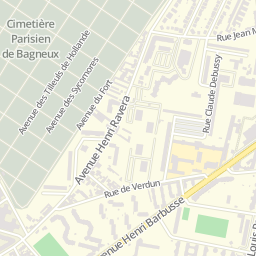 Cimetière
Parisien
de Bagneux
Rue Jean M
Avenue des Tilleuls de Hollande
Avenue des Sycomores
Avenue du Fort
Avenue Henri Ravera
Rue Claude Debussy
Rue de Verdun
Avenue Henri Barbusse
Louis P